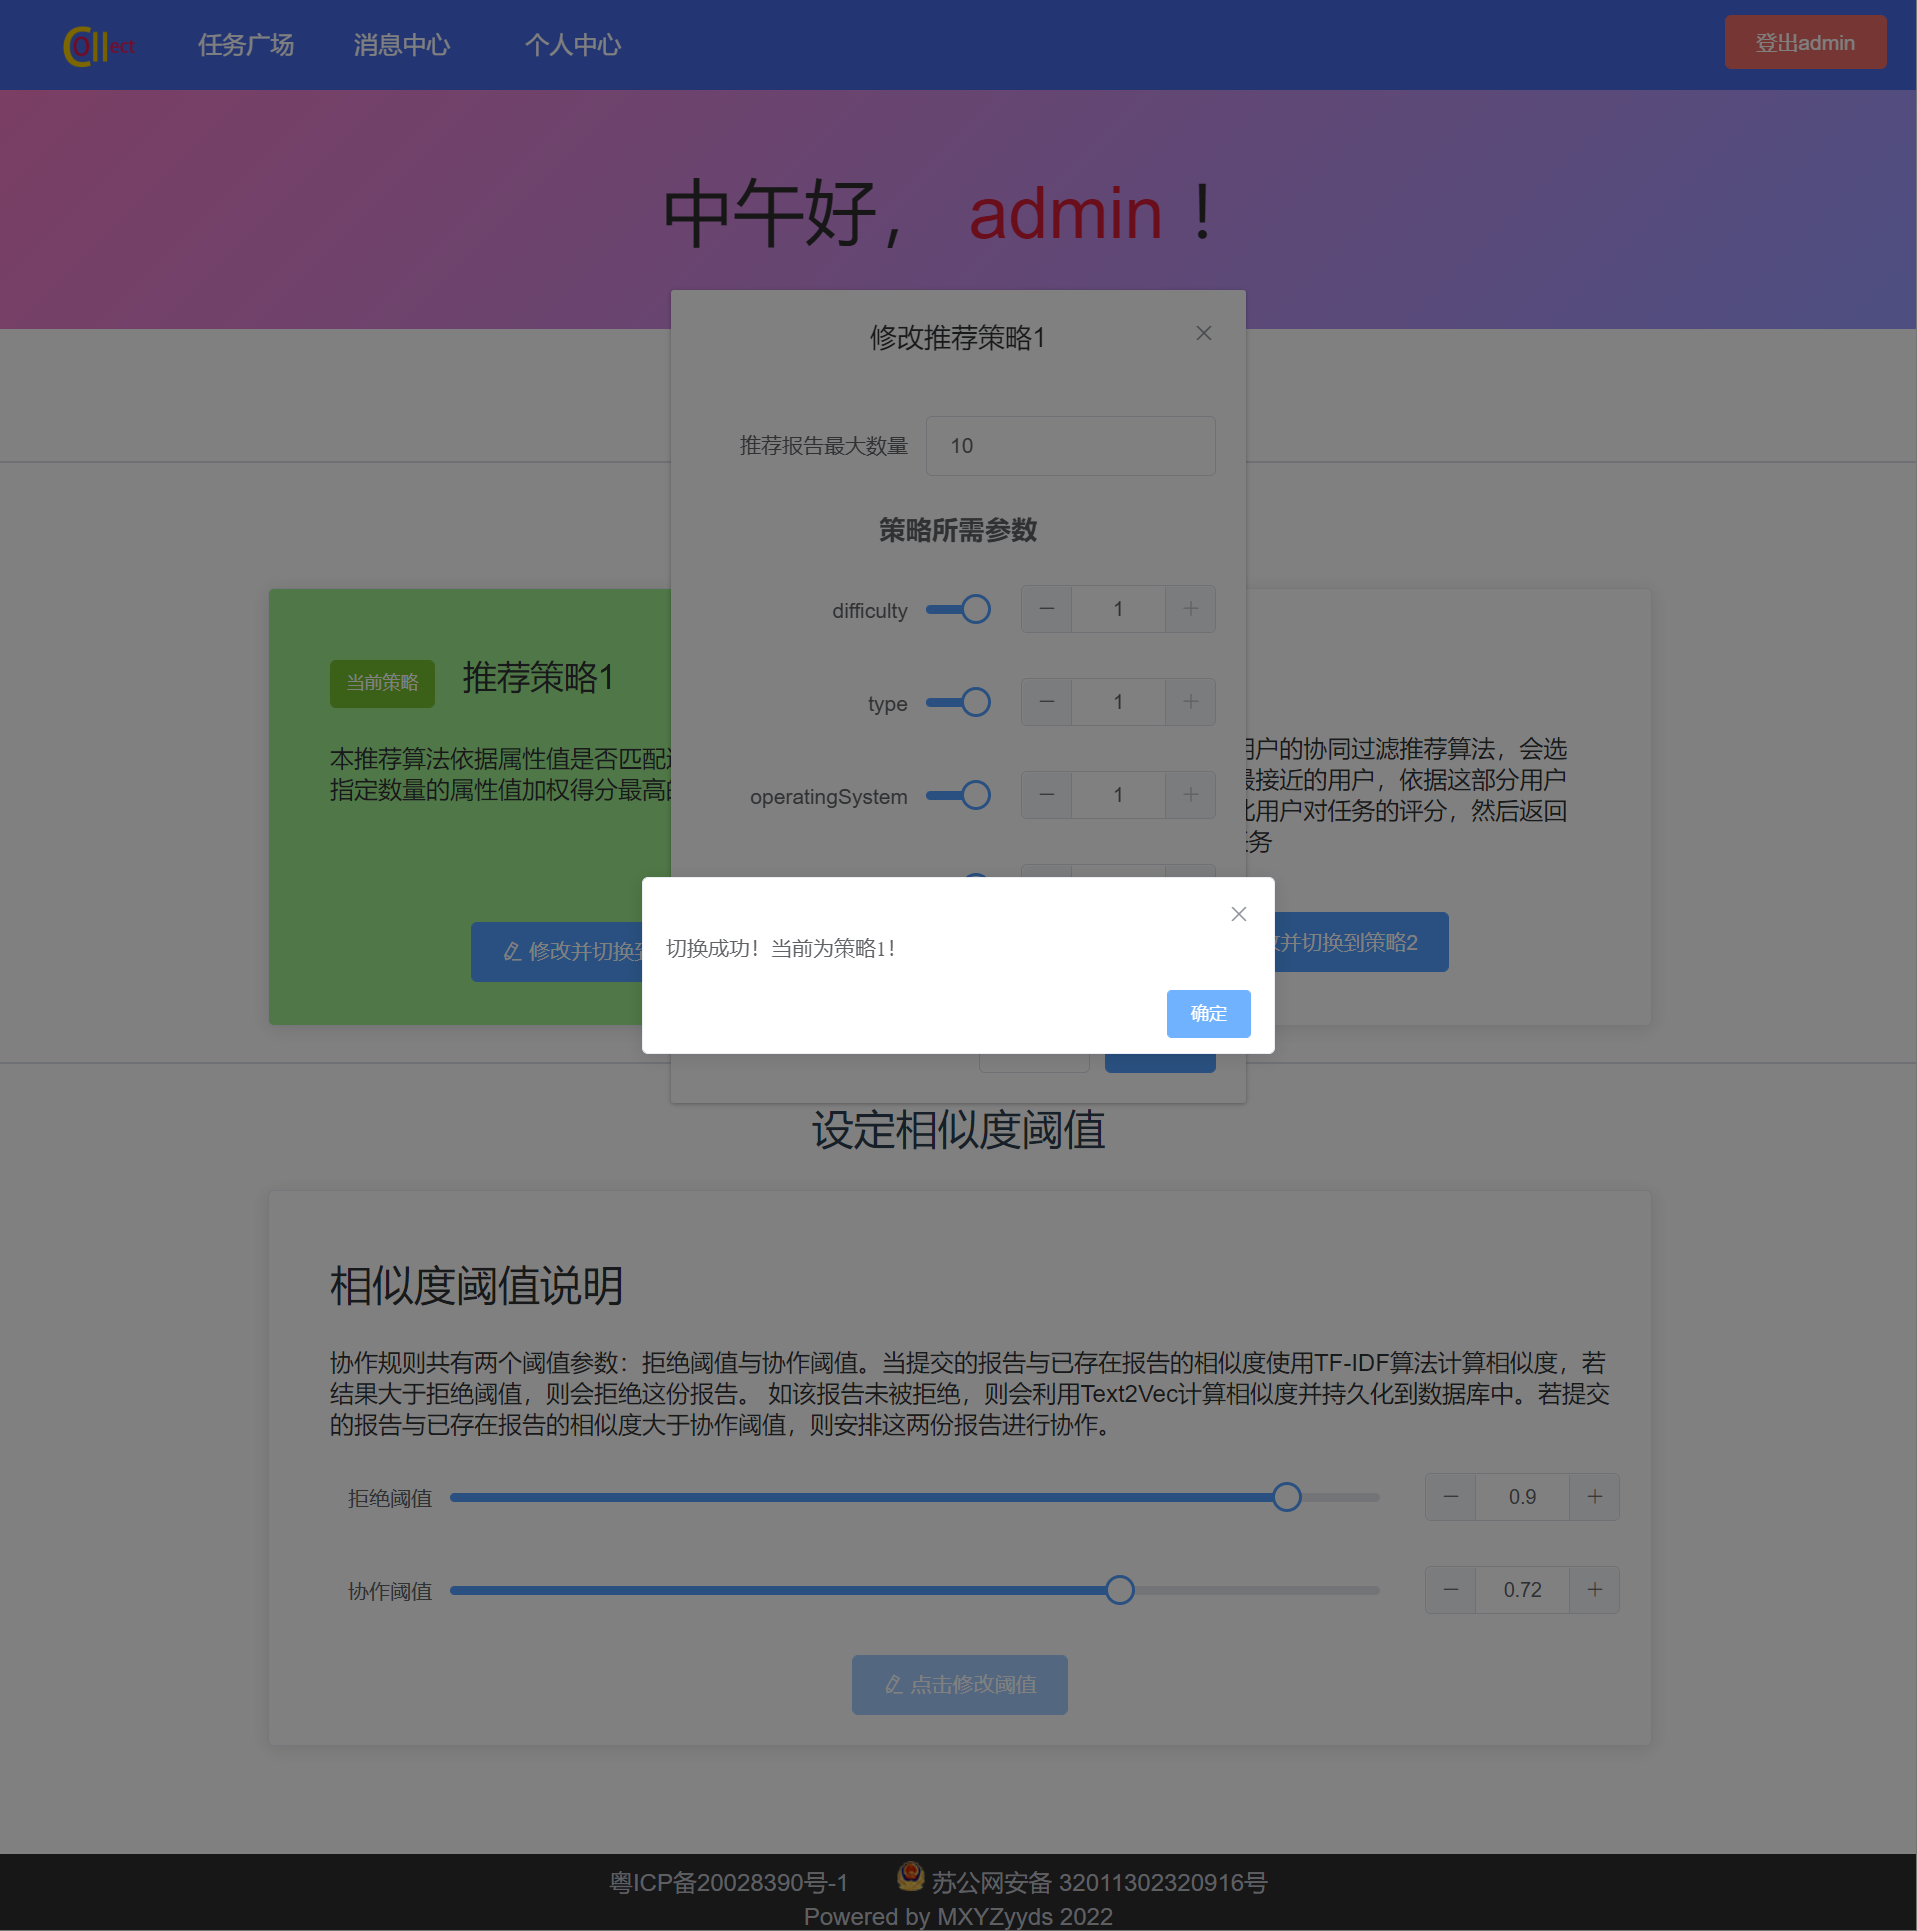 Collect
任务广场
消息中心
个人中心
登出admin
中午好， admin ！
修改推荐策略1
推荐报告最大数量
10
策略所需参数
difficulty
1
type
1
operatingSystem
1
当前策略
推荐策略1
本推荐算法依据属性值是否匹配
指定数量的属性值加权得分最高
修改并切换
用户的协同过滤推荐算法，会选
最接近的用户，依据这部分用户
用户对任务的评分，然后返回
务
并切换到策略2
切换成功！当前为策略1！
确定
设定相似度阈值
相似度阈值说明
协作规则共有两个阈值参数：拒绝阈值与协作阈值。当提交的报告与已存在报告的相似度使用TF-IDF算法计算相似度，若
结果大于拒绝阈值，则会拒绝这份报告。 如该报告未被拒绝，则会利用Text2Vec计算相似度并持久化到数据库中。若提交
的报告与已存在报告的相似度大于协作阈值，则安排这两份报告进行协作。
拒绝阈值
0.9
协作阈值
0.72
点击修改阈值
粤ICP备20028390号-1
苏公网安备 32011302320916号
Powered by MXYZyyds 2022